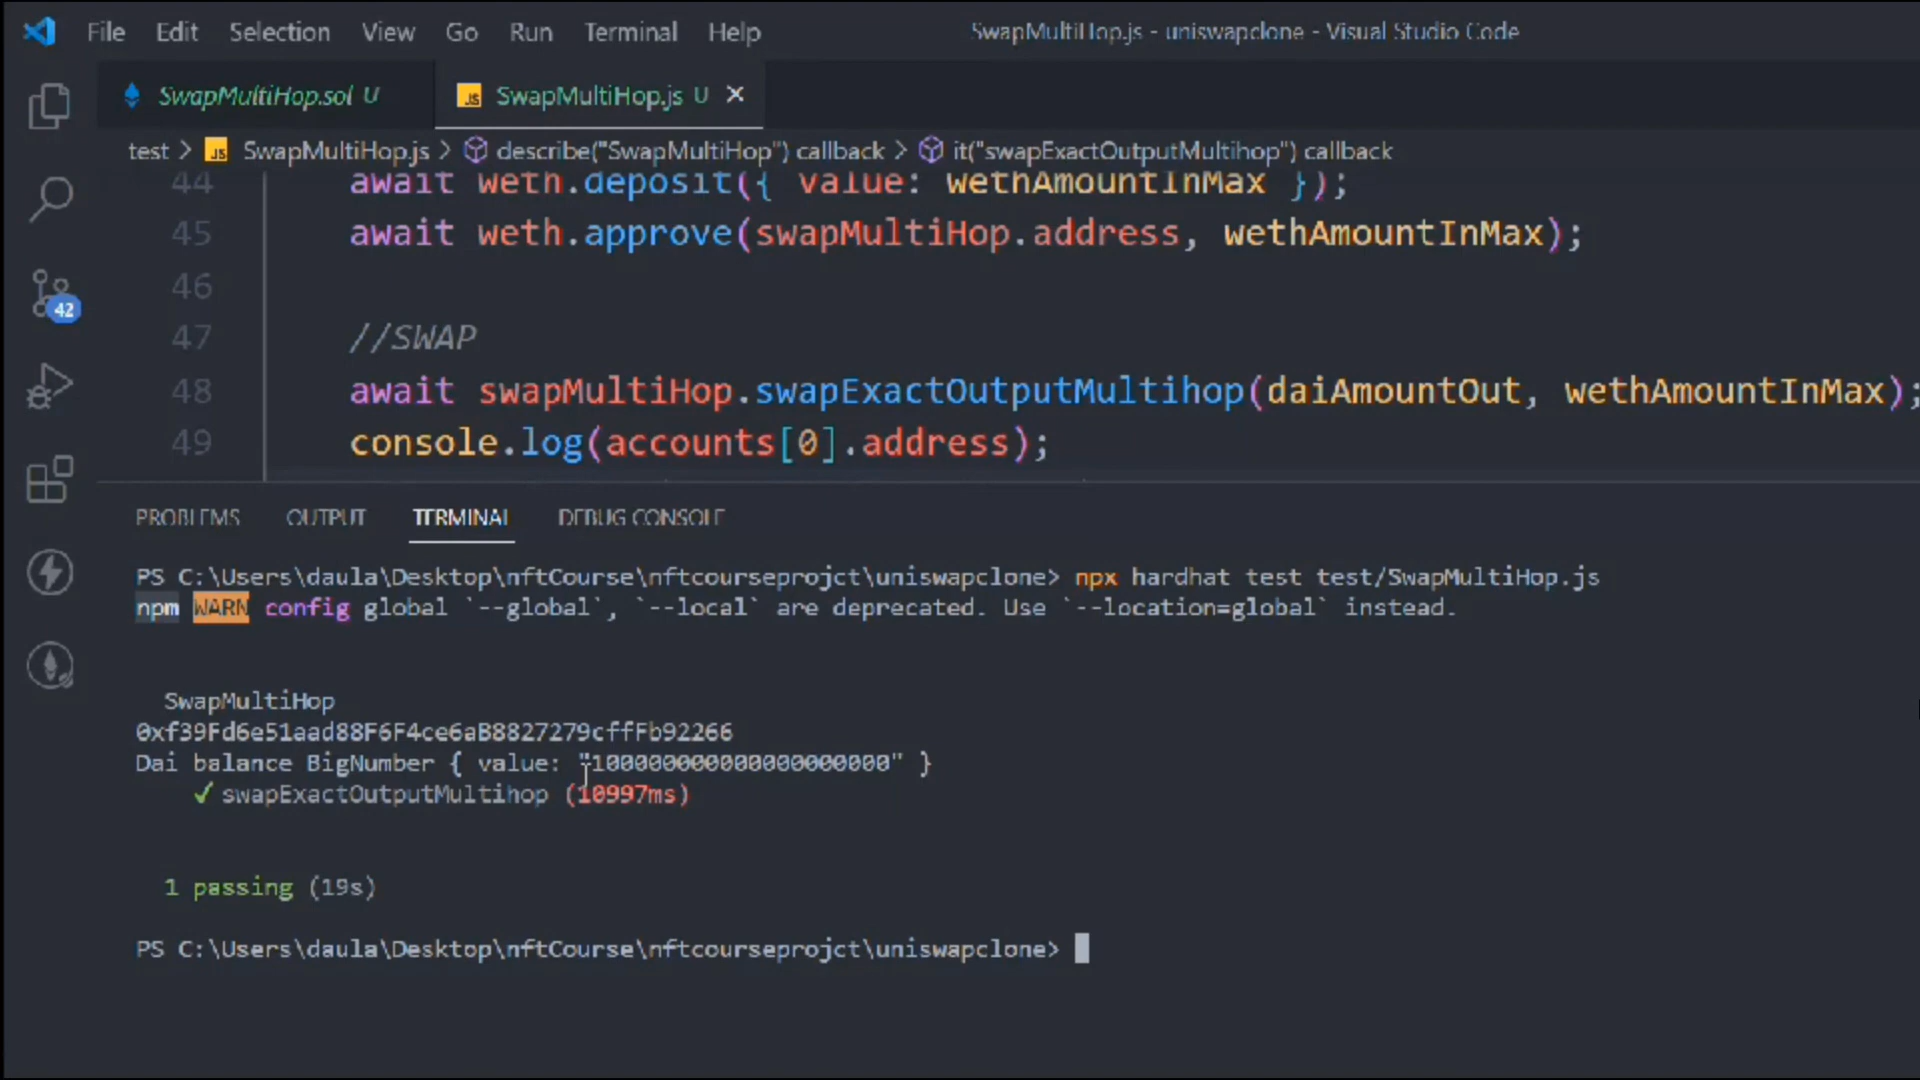 File Edit Selection View Go Run Terminal Help SwapMultiHop.js - uniswapclone - Visual Studio Code
SwapMultiHop.sol U SwapMultiHop.js U
test > SwapMultiHop.js > describe("SwapMultiHop") callback > it("swapExactOutputMultihop") callback
44 await weth.deposit({ value: wethAmountInMax });
45 await weth.approve(swapMultiHop.address, wethAmountInMax);
46
47 //SWAP
48 await swapMultiHop.swapExactOutputMultihop(daiAmountOut, wethAmountInMax);
49 console.log(accounts[0].address);
42
PROBLEMS OUTPUT TERMINAL DEBUG CONSOLE
PS C:\Users\daula\Desktop\nftCourse\nftcourseprojct\uniswapclone> npx hardhat test test/SwapMultiHop.js
npm WARN config global `--global`, `--local` are deprecated. Use `--location=global` instead.
SwapMultiHop
0xf39Fd6e51aad88F6F4ce6aB8827279cffFb92266
Dai balance BigNumber { value: "100000000000000000000" }
✓ swapExactOutputMultihop (10997ms)
1 passing (19s)
PS C:\Users\daula\Desktop\nftCourse\nftcourseprojct\uniswapclone>